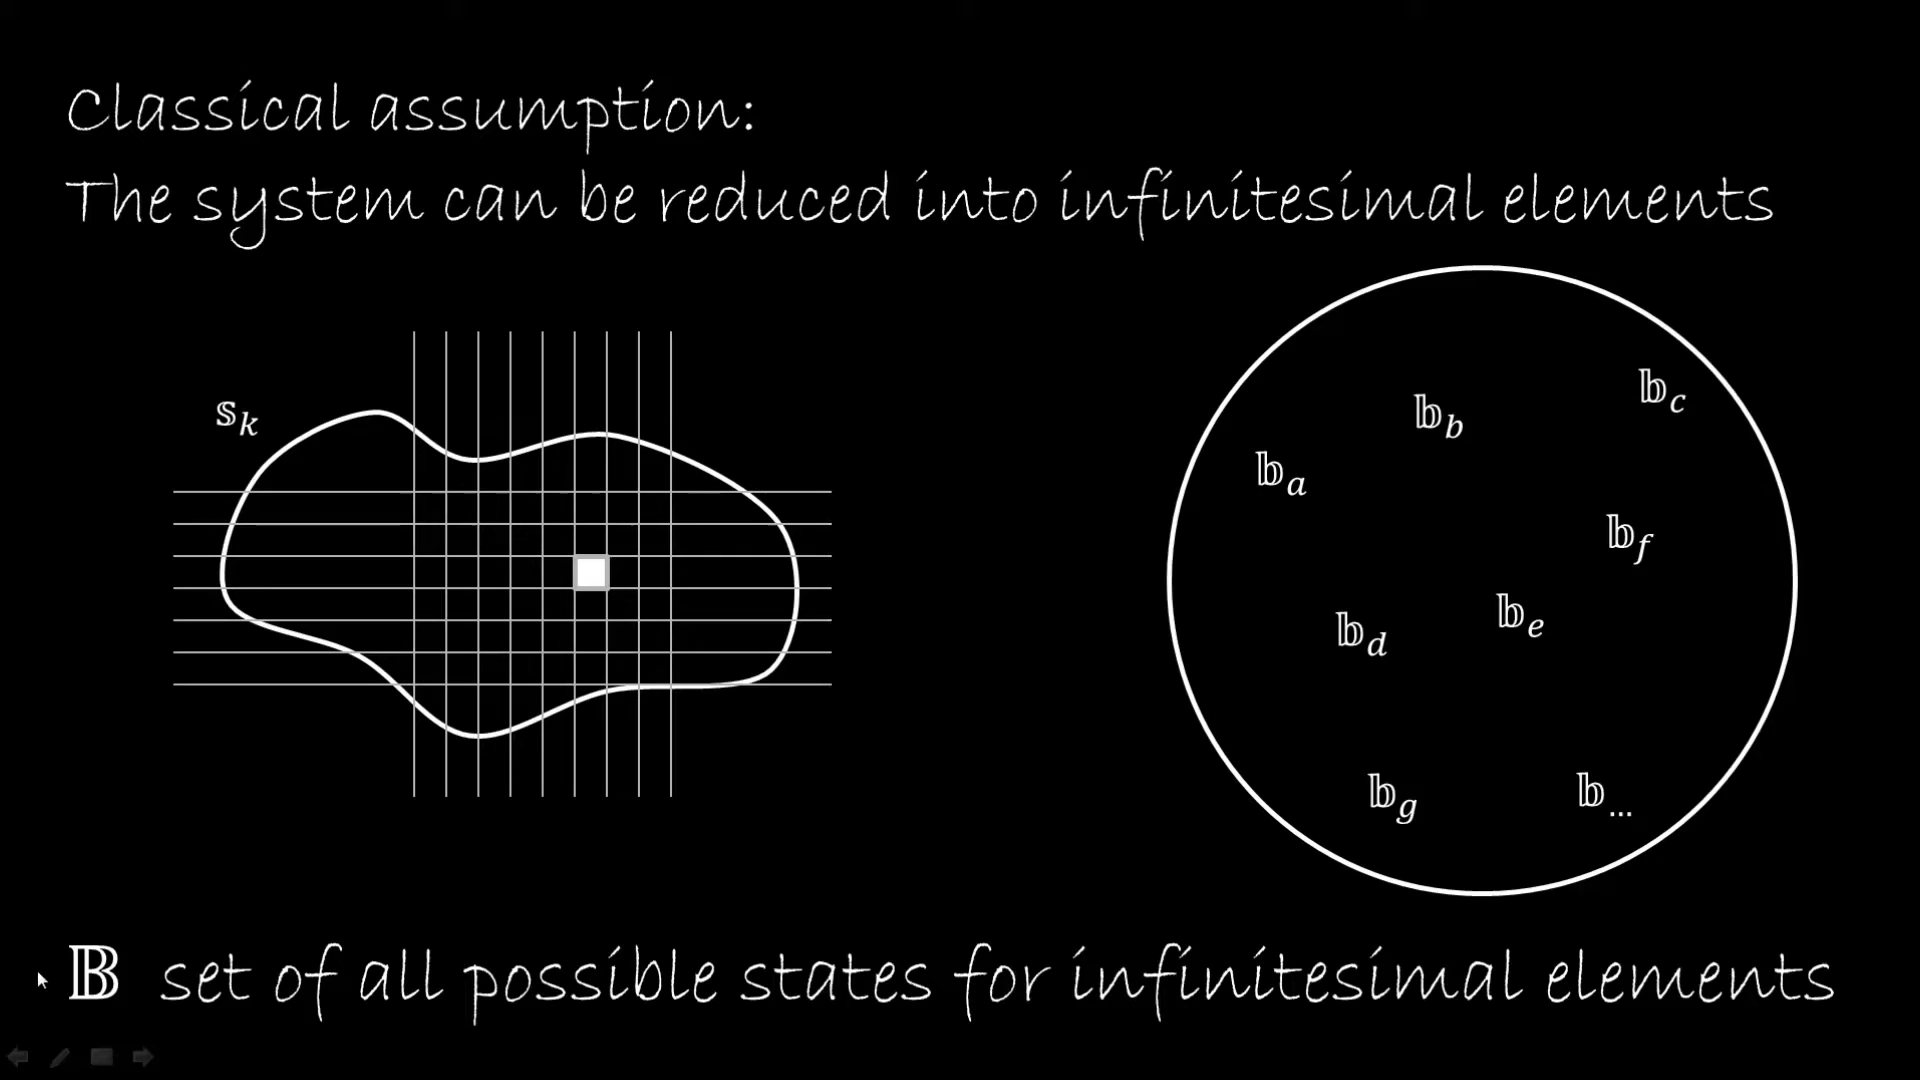 Classical assumption:
The system can be reduced into infinitesimal elements
𝕤ₖ
𝕓_c
𝕓_b
𝕓_a
𝕓_f
𝕓_e
𝕓_d
𝕓_g
𝕓_…
𝔹 set of all possible states for infinitesimal elements